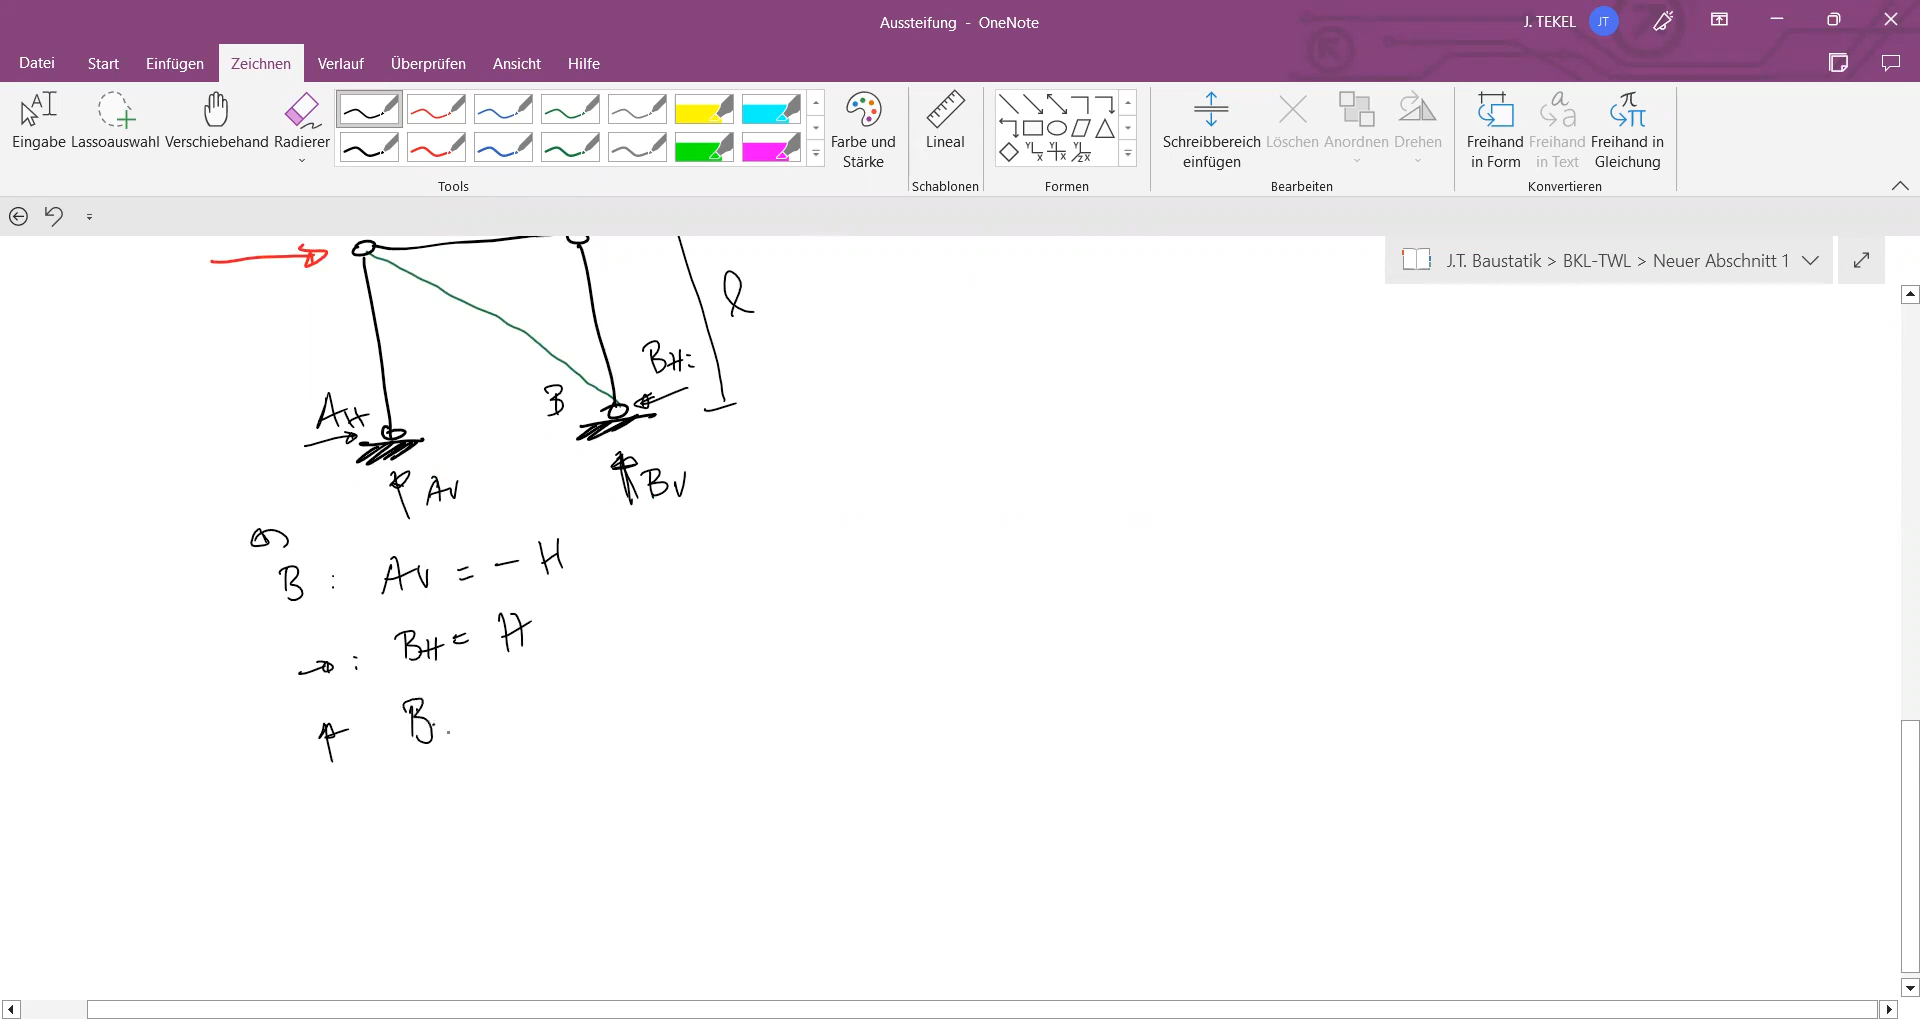 Aussteifung - OneNote
J. TEKEL
JT
Datei
Start
Einfügen
Zeichnen
Verlauf
Überprüfen
Ansicht
Hilfe
Eingabe
Lassoauswahl
Verschiebehand
Radierer
Tools
Farbe und
Stärke
Lineal
Schablonen
Formen
Schreibbereich
einfügen
Löschen
Anordnen
Drehen
Bearbeiten
Freihand
in Form
Freihand
in Text
Freihand in
Gleichung
Konvertieren
J.T. Baustatik > BKL-TWL > Neuer Abschnitt 1
l
BH
B
AH
AV
BV
B : AV = - H
→ : BH = H
↑ B